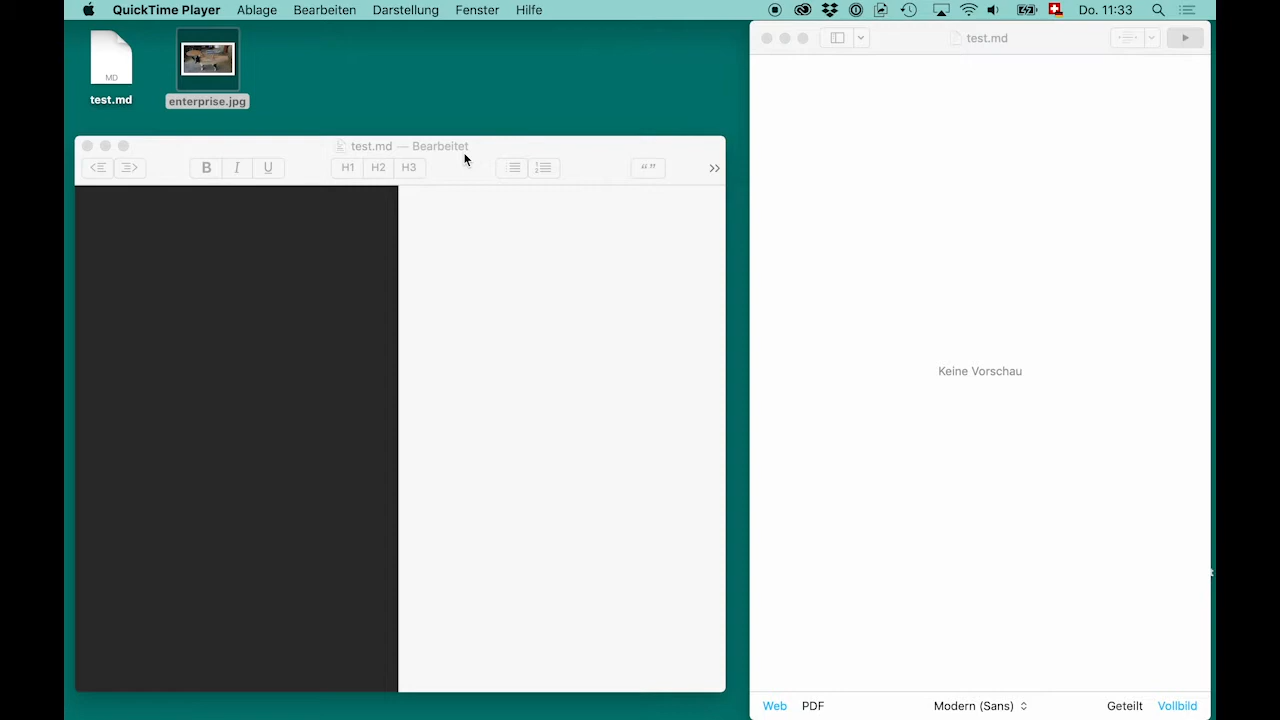 QuickTime Player Ablage Bearbeiten Darstellung Fenster Hilfe Do. 11:33
MD
test.md
enterprise.jpg
test.md — Bearbeitet
B I U H1 H2 H3 “”
test.md
Keine Vorschau
Web PDF Modern (Sans) Geteilt Vollbild